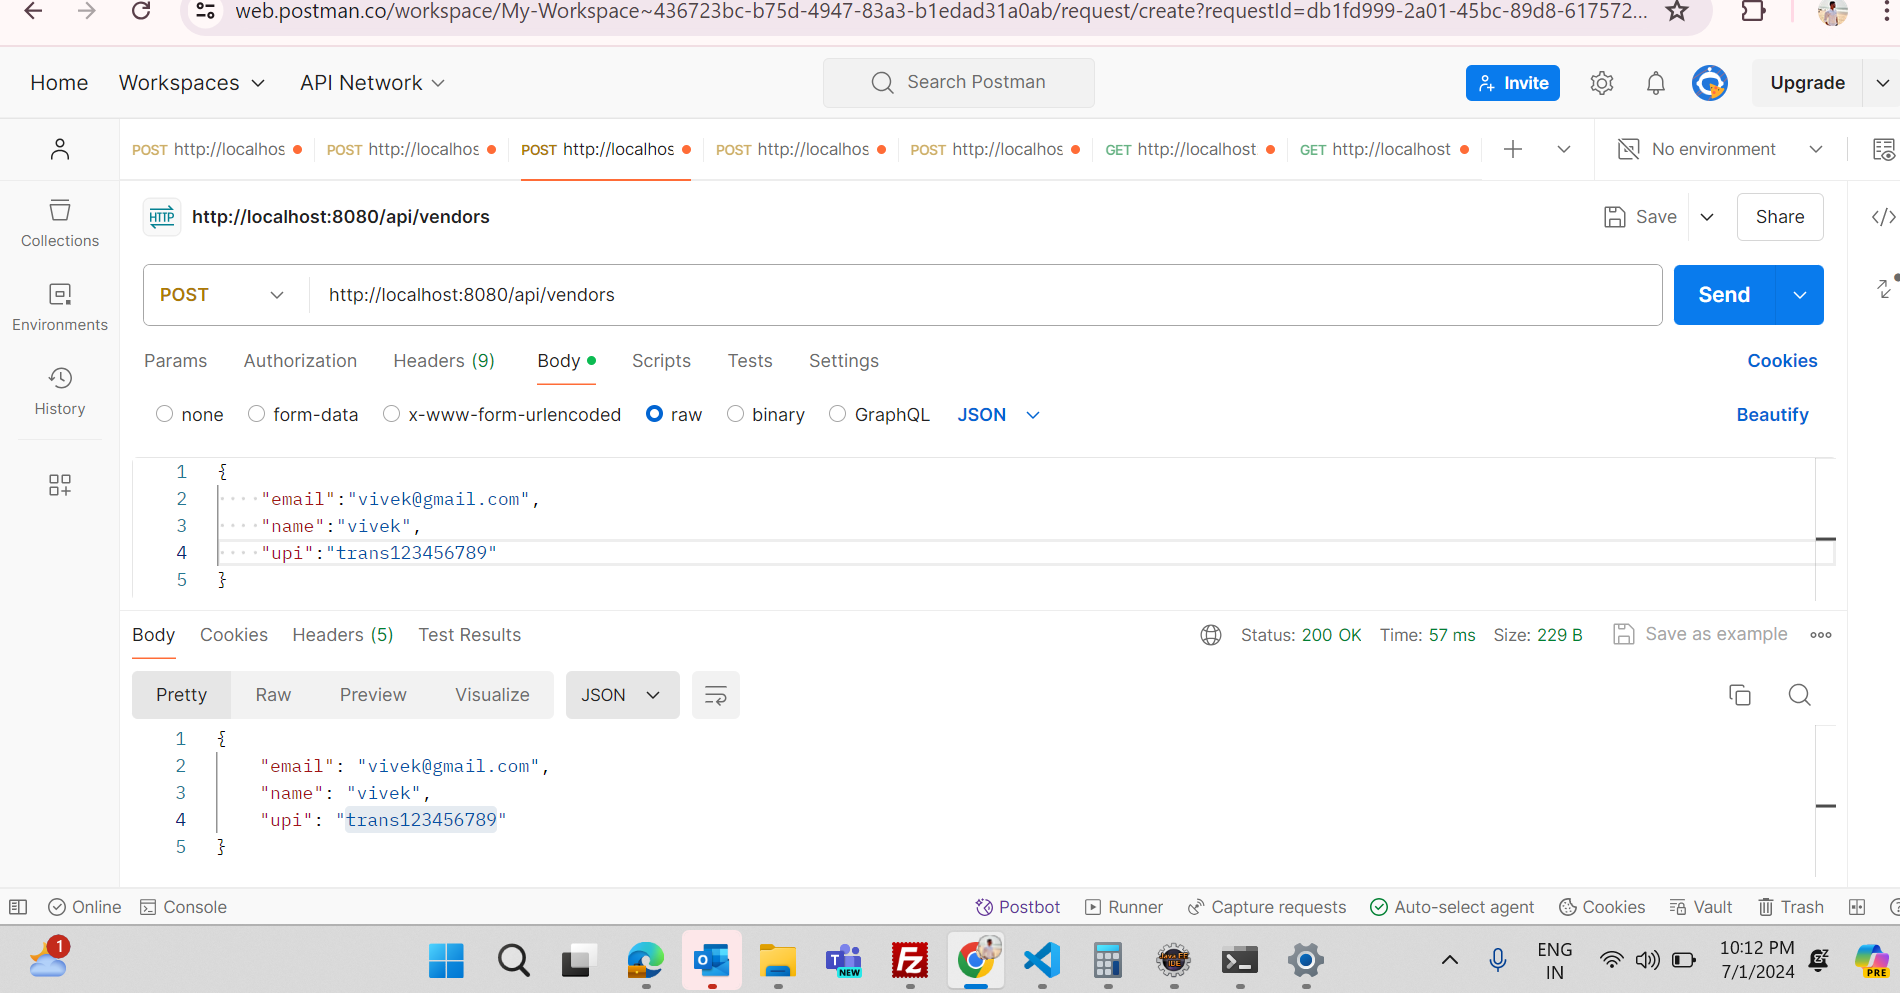 web.postman.co/workspace/My-Workspace~436723bc-b75d-4947-83a3-b1edad31a0ab/request/create?requestId=db1fd999-2a01-45bc-89d8-617572...
Home Workspaces API Network Search Postman Invite Upgrade
POST http://localhos POST http://localhos POST http://localhos POST http://localhos POST http://localhos GET http://localhost GET http://localhost No environment
HTTP http://localhost:8080/api/vendors Save Share
Collections
POST http://localhost:8080/api/vendors Send
Environments
Params Authorization Headers (9) Body Scripts Tests Settings Cookies
History
none form-data x-www-form-urlencoded raw binary GraphQL JSON Beautify
1 {
2 "email":"vivek@gmail.com",
3 "name":"vivek",
4 "upi":"trans123456789"
5 }
Body Cookies Headers (5) Test Results Status: 200 OK Time: 57 ms Size: 229 B Save as example
Pretty Raw Preview Visualize JSON
1 {
2 "email": "vivek@gmail.com",
3 "name": "vivek",
4 "upi": "trans123456789"
5 }
Online Console Postbot Runner Capture requests Auto-select agent Cookies Vault Trash
1 NEW ENG 10:12 PM
IN 7/1/2024 PRE